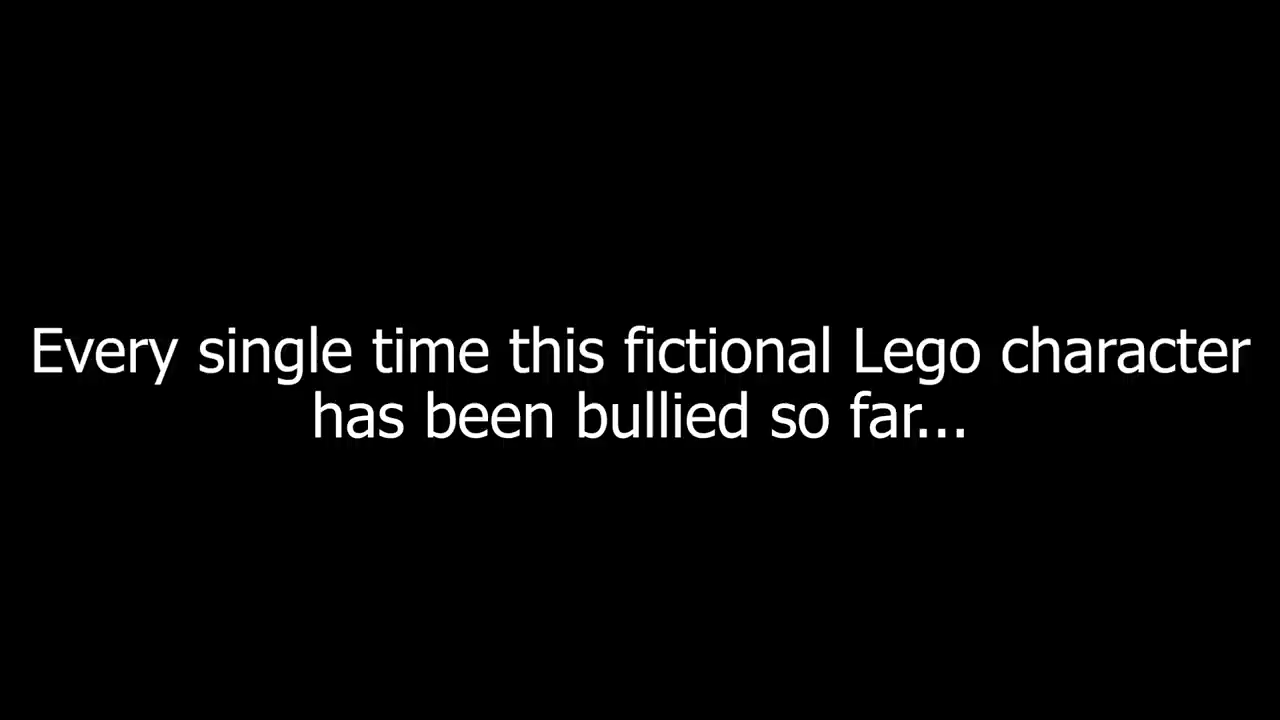 Every single time this fictional Lego character
has been bullied so far...